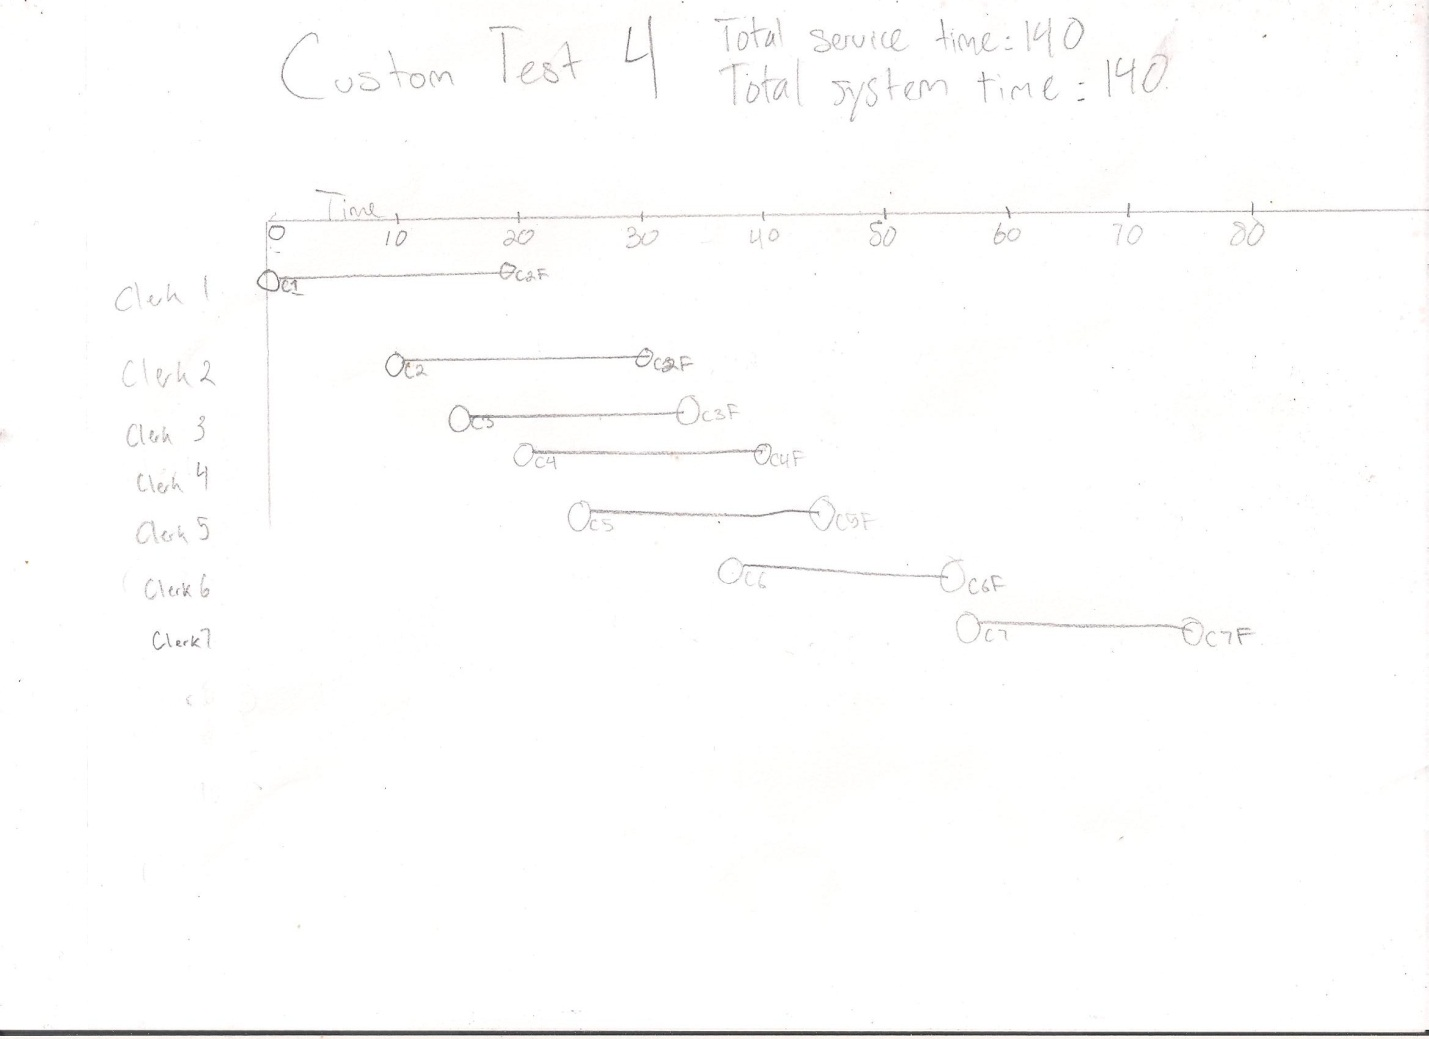 Custom Test 4
Total service time: 140
Total system time: 140
Time
0 10 20 30 40 50 60 70 80
Clerk 1 C1 C2F
Clerk 2 C2 C2F
Clerk 3 C3 C3F
Clerk 4 C4 C4F
Clerk 5 C5 C5F
Clerk 6 C6 C6F
Clerk 7 C7 C7F